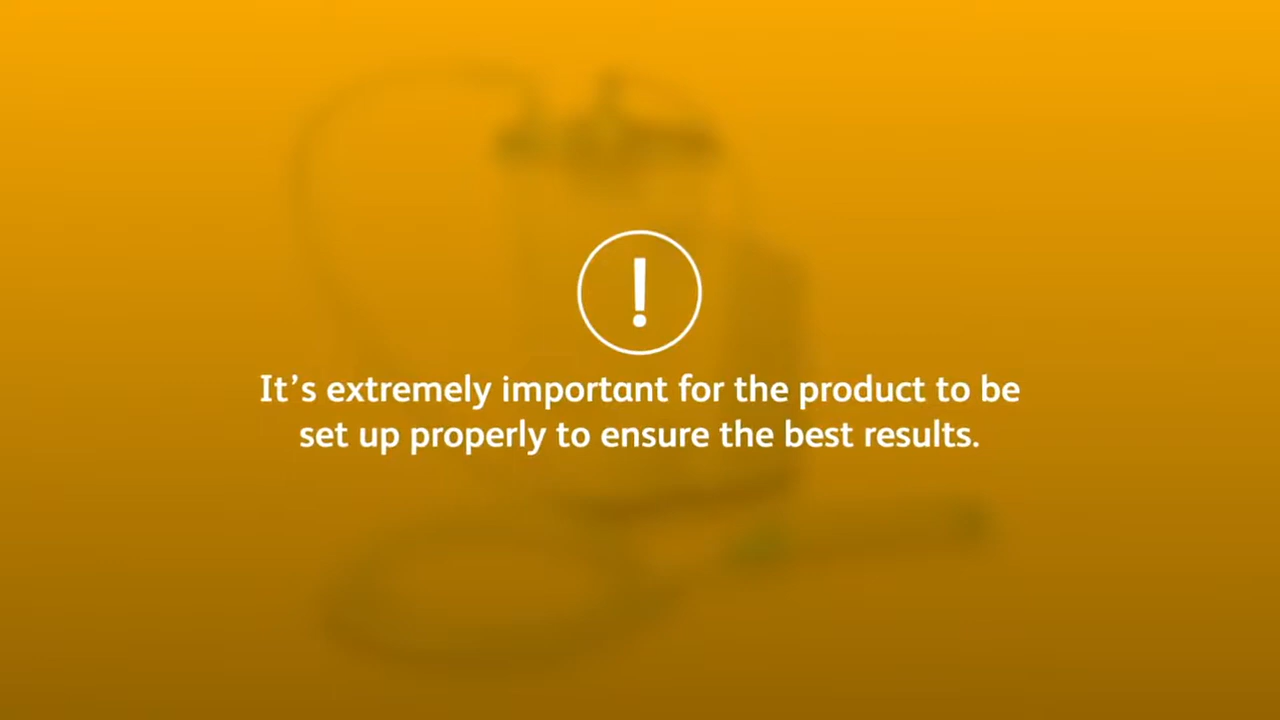 It’s extremely important for the product to be
set up properly to ensure the best results.